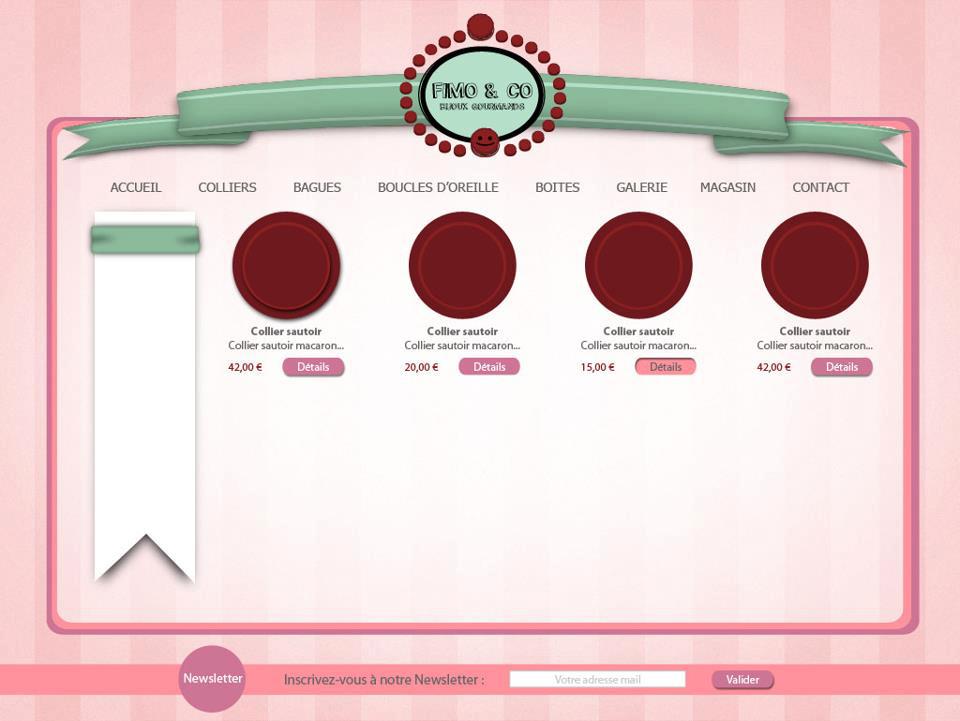 FIMO & CO
BIJOUX GOURMANDS
ACCUEIL COLLIERS BAGUES BOUCLES D'OREILLE BOITES GALERIE MAGASIN CONTACT
Collier sautoir
Collier sautoir macaron...
42,00 € Détails
Collier sautoir
Collier sautoir macaron...
20,00 € Détails
Collier sautoir
Collier sautoir macaron...
15,00 € Détails
Collier sautoir
Collier sautoir macaron...
42,00 € Détails
Newsletter Inscrivez-vous à notre Newsletter : Votre adresse mail Valider